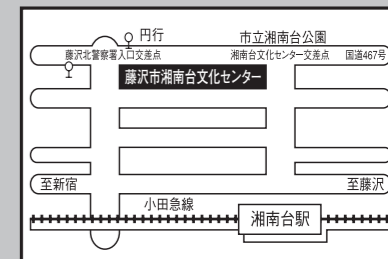 円行
市立湘南台公園
藤沢北警察署入口交差点
湘南台文化センター交差点
国道467号
藤沢市湘南台文化センター
至新宿
至藤沢
小田急線
湘南台駅